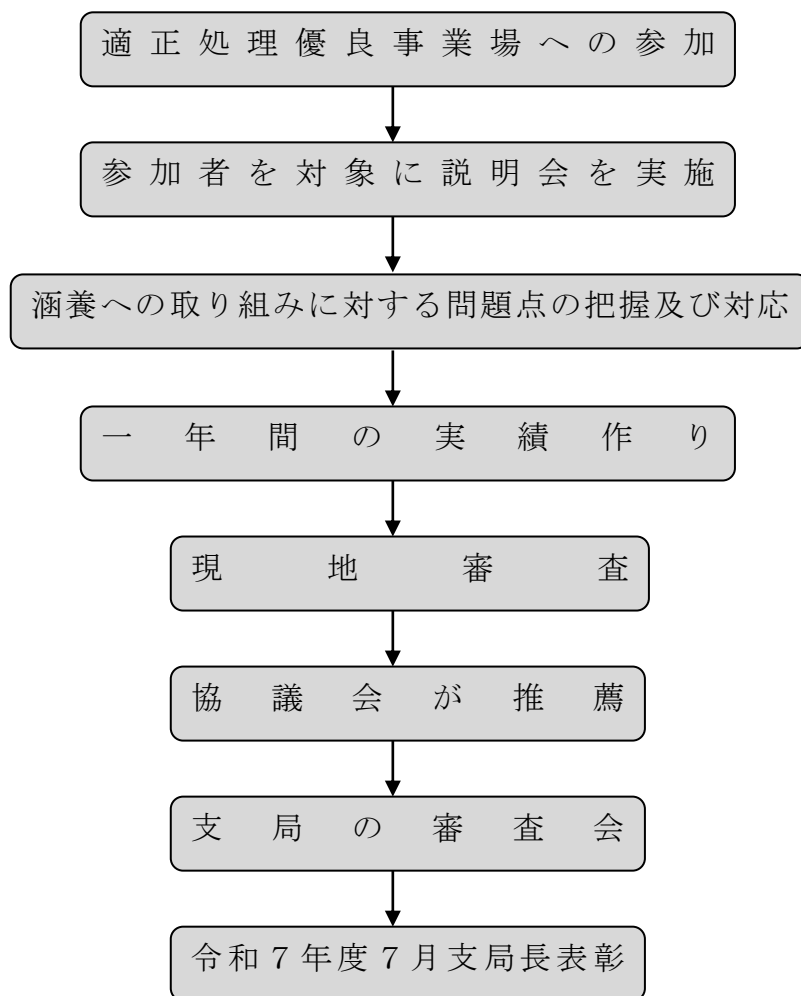 適正処理優良事業場への参加
参加者を対象に説明会を実施
涵養への取り組みに対する問題点の把握及び対応
一年間の実績作り
現地審査
協議会が推薦
支局の審査会
令和７年度７月支局長表彰